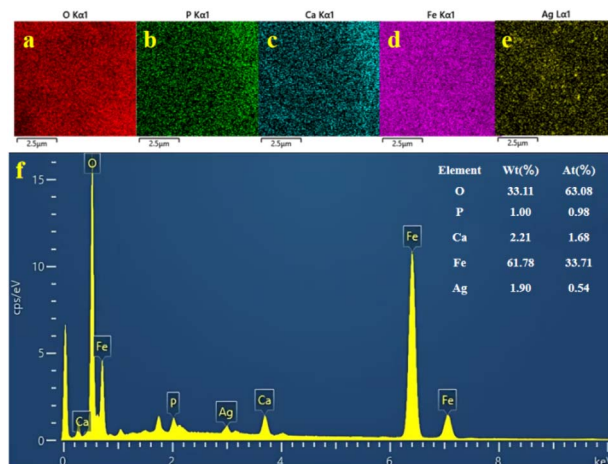 O Kα1
P Kα1
Ca Kα1
Fe Kα1
Ag Lα1
a
b
c
d
e
2.5μm
2.5μm
2.5μm
2.5μm
2.5μm
f
Element Wt(%) At(%)
O 33.11 63.08
P 1.00 0.98
Ca 2.21 1.68
Fe 61.78 33.71
Ag 1.90 0.54
cps/eV
15
10
5
0
O
Fe
Ca
P
Ag
Ca
Fe
Fe
0
2
4
6
8